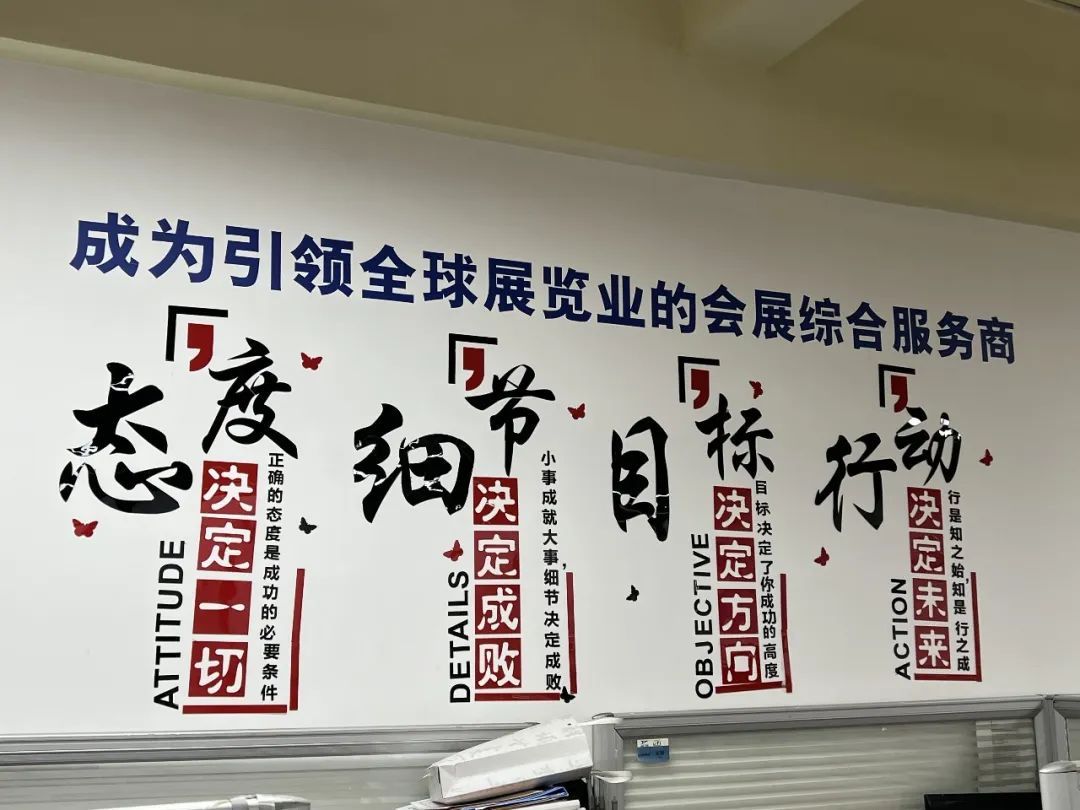 成为引领全球展览业的会展综合服务商
态度
决定一切
正确的态度是成功的必要条件
ATTITUDE
细节
决定成败
小事成就大事,细节决定成败
DETAILS
目标
决定方向
目标决定了你成功的高度
OBJECTIVE
行动
决定未来
行是知之始,知是行之成
ACTION